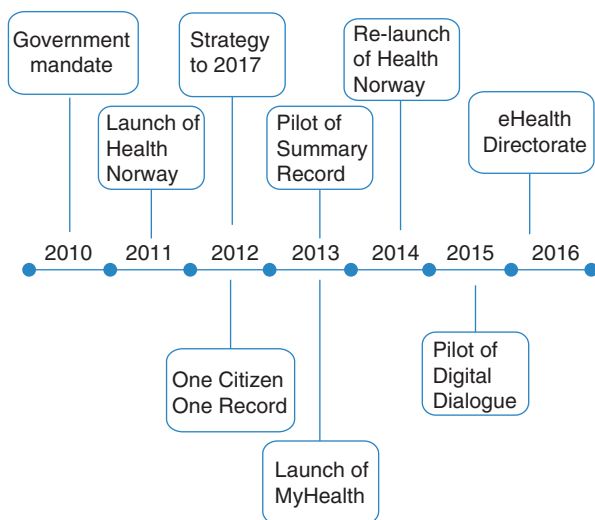 Government
mandate
Strategy
to 2017
Re-launch
of Health
Norway
Launch of
Health
Norway
Pilot of
Summary
Record
eHealth
Directorate
2010 2011 2012 2013 2014 2015 2016
One Citizen
One Record
Pilot of
Digital
Dialogue
Launch of
MyHealth